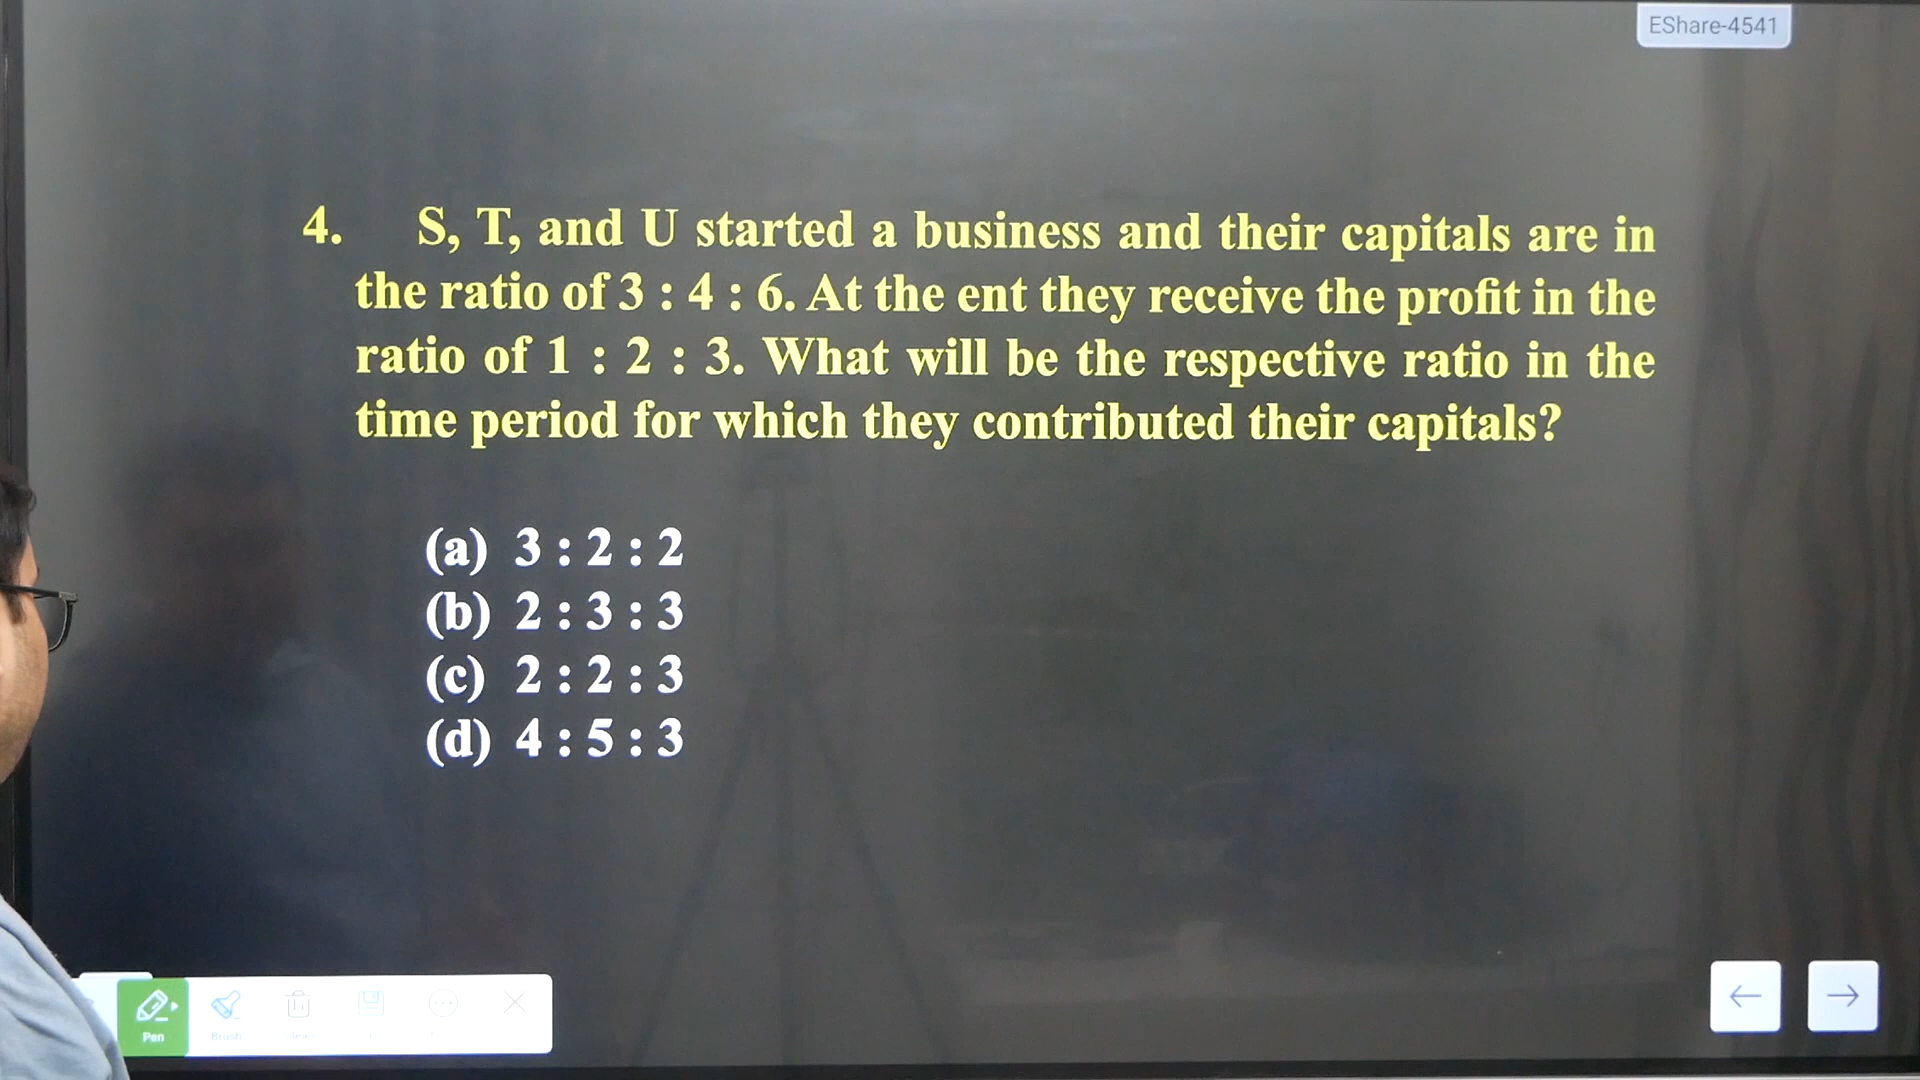 EShare-4541
4. S, T, and U started a business and their capitals are in
the ratio of 3 : 4 : 6. At the ent they receive the profit in the
ratio of 1 : 2 : 3. What will be the respective ratio in the
time period for which they contributed their capitals?
(a) 3 : 2 : 2
(b) 2 : 3 : 3
(c) 2 : 2 : 3
(d) 4 : 5 : 3
Pen Brush Clean